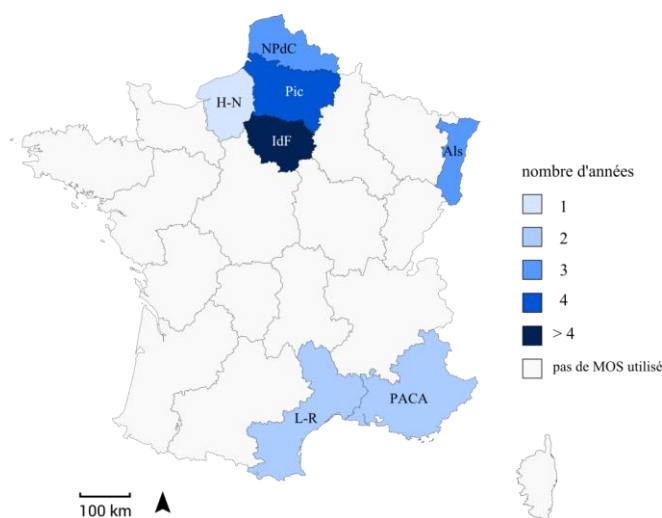 NPdC
H-N
Pic
IdF
Als
nombre d'années
1
2
3
4
> 4
pas de MOS utilisé
PACA
L-R
100 km